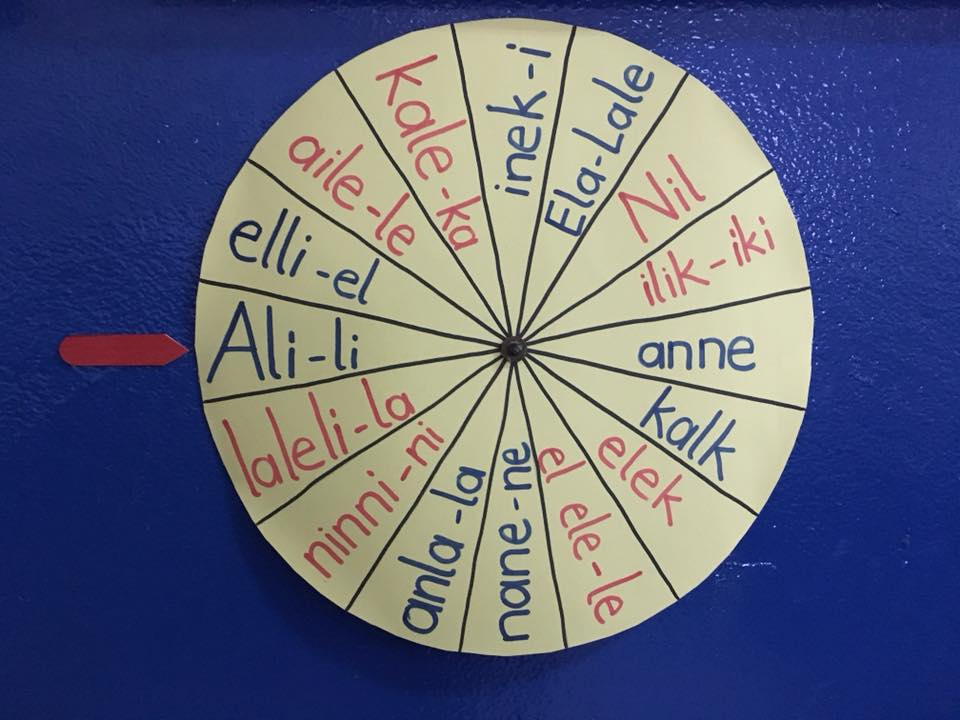 Ali-li
elli-el
aile-le
Kale-ka
inek-i
Ela-Lale
Nil
ilik-iki
anne
kalk
elek
el ele-le
nane-ne
anla-la
ninni-ni
laleli-la